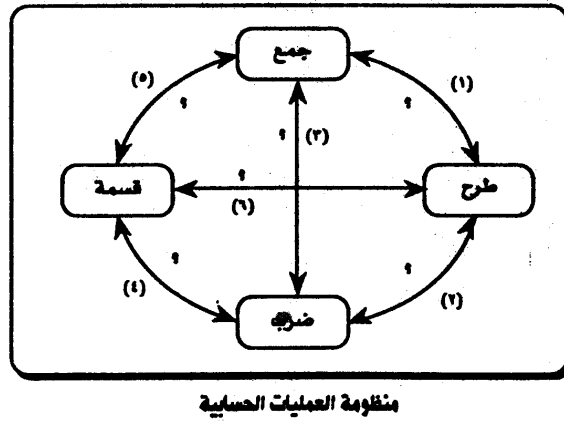 جمع
(٥)
(١)
؟
؟
؟
(٣)
قسمة
؟
طرح
(٦)
؟
؟
(٤)
(٢)
ضرب
منظومة العمليات الحسابية